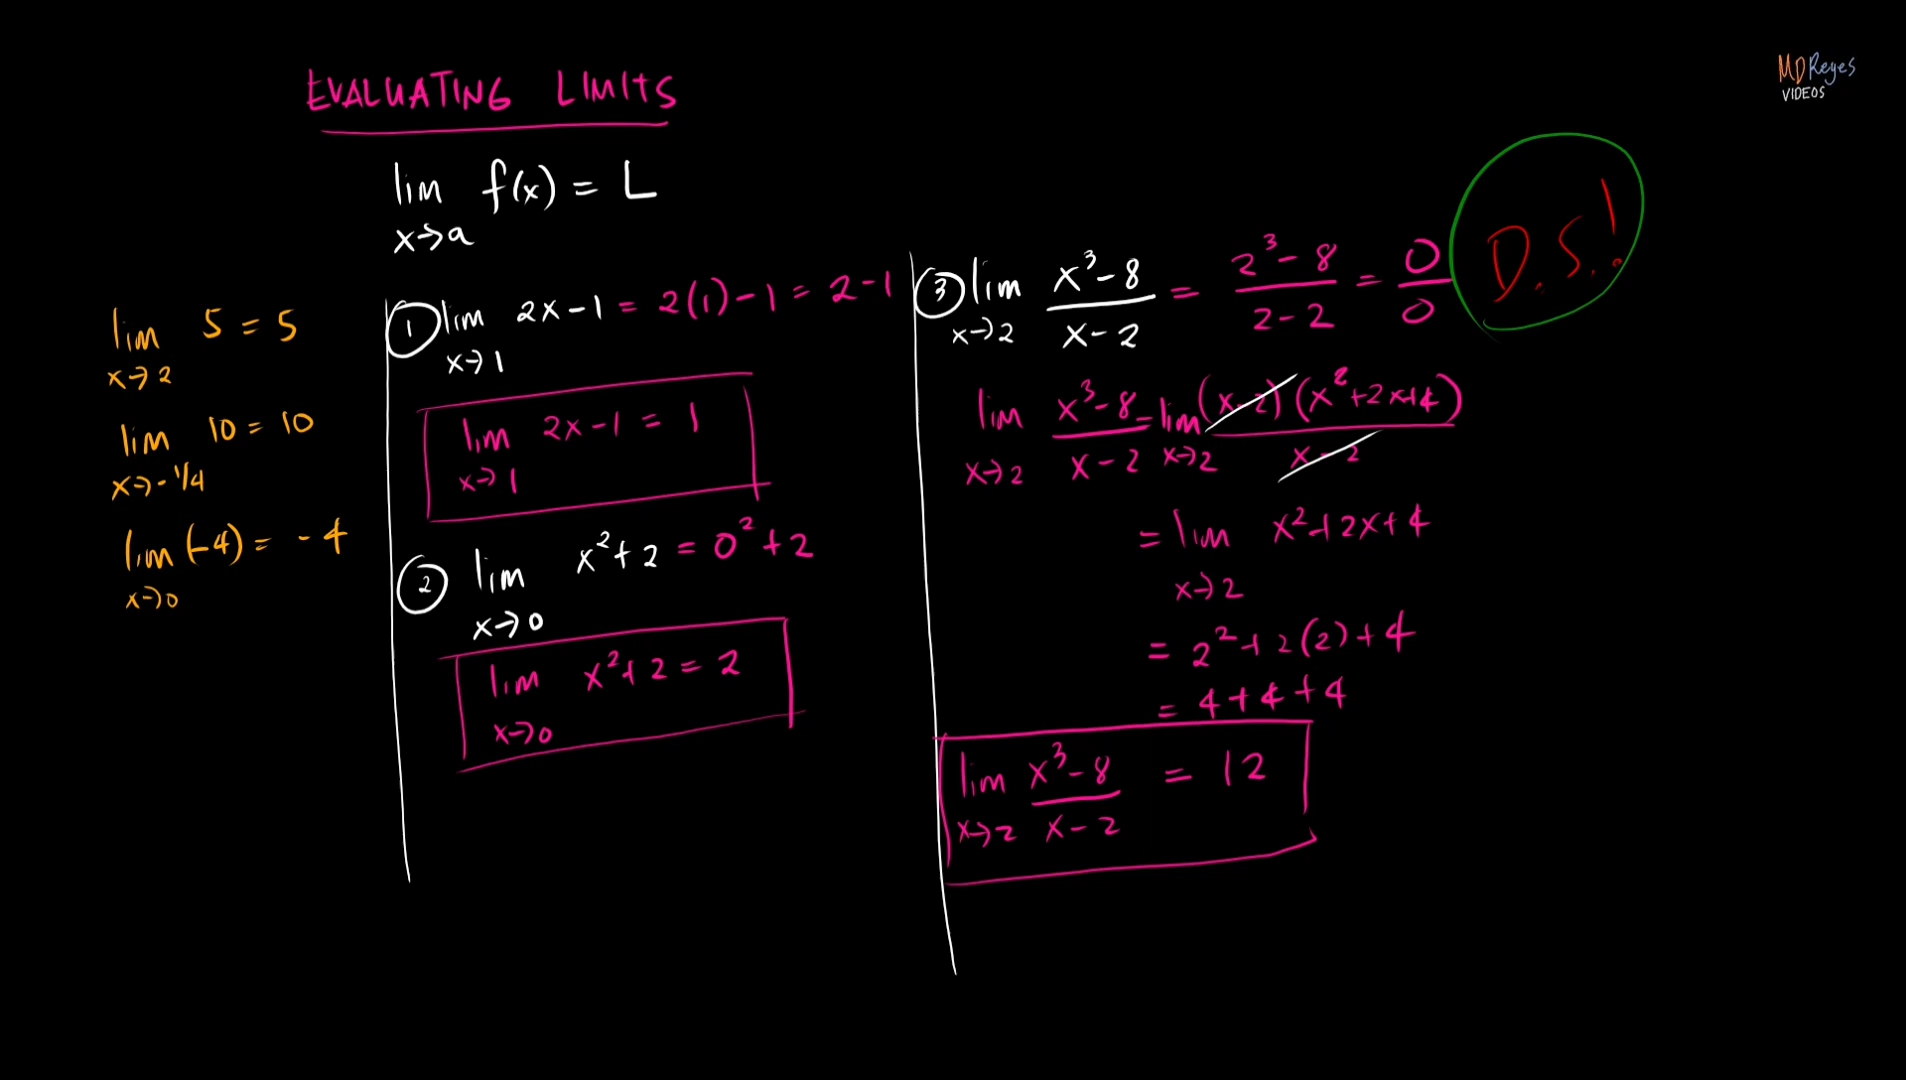 EVALUATING LIMITS
MDReyes
VIDEOS
lim f(x) = L
x→a
lim 5 = 5
x→2
lim 10 = 10
x→-1/4
lim (-4) = -4
x→0
① lim 2x-1 = 2(1)-1 = 2-1
x→1
lim 2x-1 = 1
x→1
② lim x²+2 = 0²+2
x→0
lim x²+2 = 2
x→0
③ lim x³-8 / x-2 = 2³-8 / 2-2 = 0/0 D.S.!
x→2
lim x³-8 / x-2 = lim (x-2)(x²+2x+4) / x-2
x→2 x→2
= lim x²+2x+4
x→2
= 2²+2(2)+4
= 4+4+4
lim x³-8 / x-2 = 12
x→2